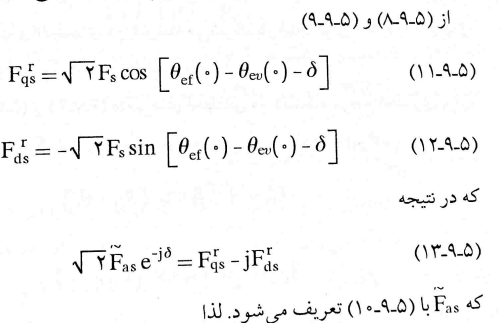 از (۵-۹-۸) و (۵-۹-۹)
F_qs^r = √۲ F_s cos [θ_ef(۰) - θ_ev(۰) - δ] (۵-۹-۱۱)
F_ds^r = -√۲ F_s sin [θ_ef(۰) - θ_ev(۰) - δ] (۵-۹-۱۲)
که در نتیجه
√۲ F̃_as e^-jδ = F_qs^r - jF_ds^r (۵-۹-۱۳)
که F̃_as با (۵-۹-۱۰) تعریف می شود. لذا